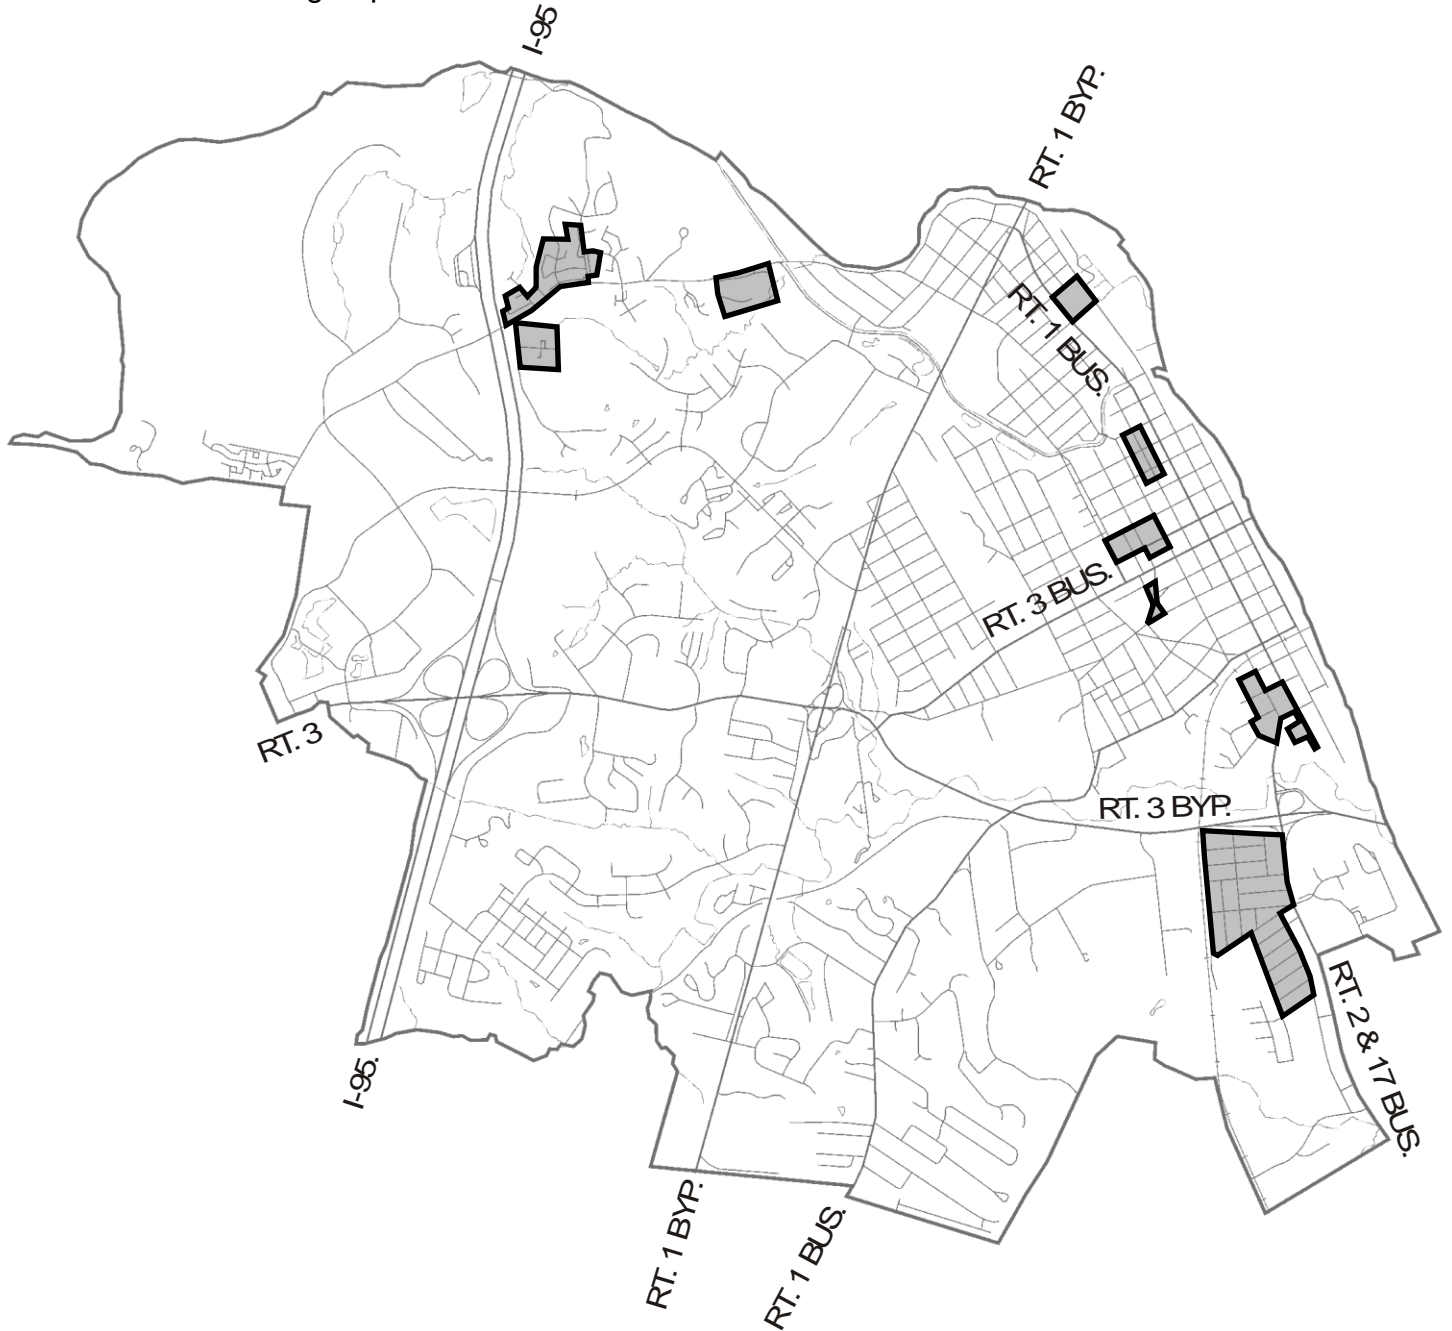 I-95
RT. 1 BYP.
RT. 1 BUS.
RT. 3 BUS.
RT. 3
RT. 3 BYP.
RT. 2 & 17 BUS.
I-95.
RT. 1 BYP.
RT. 1 BUS.